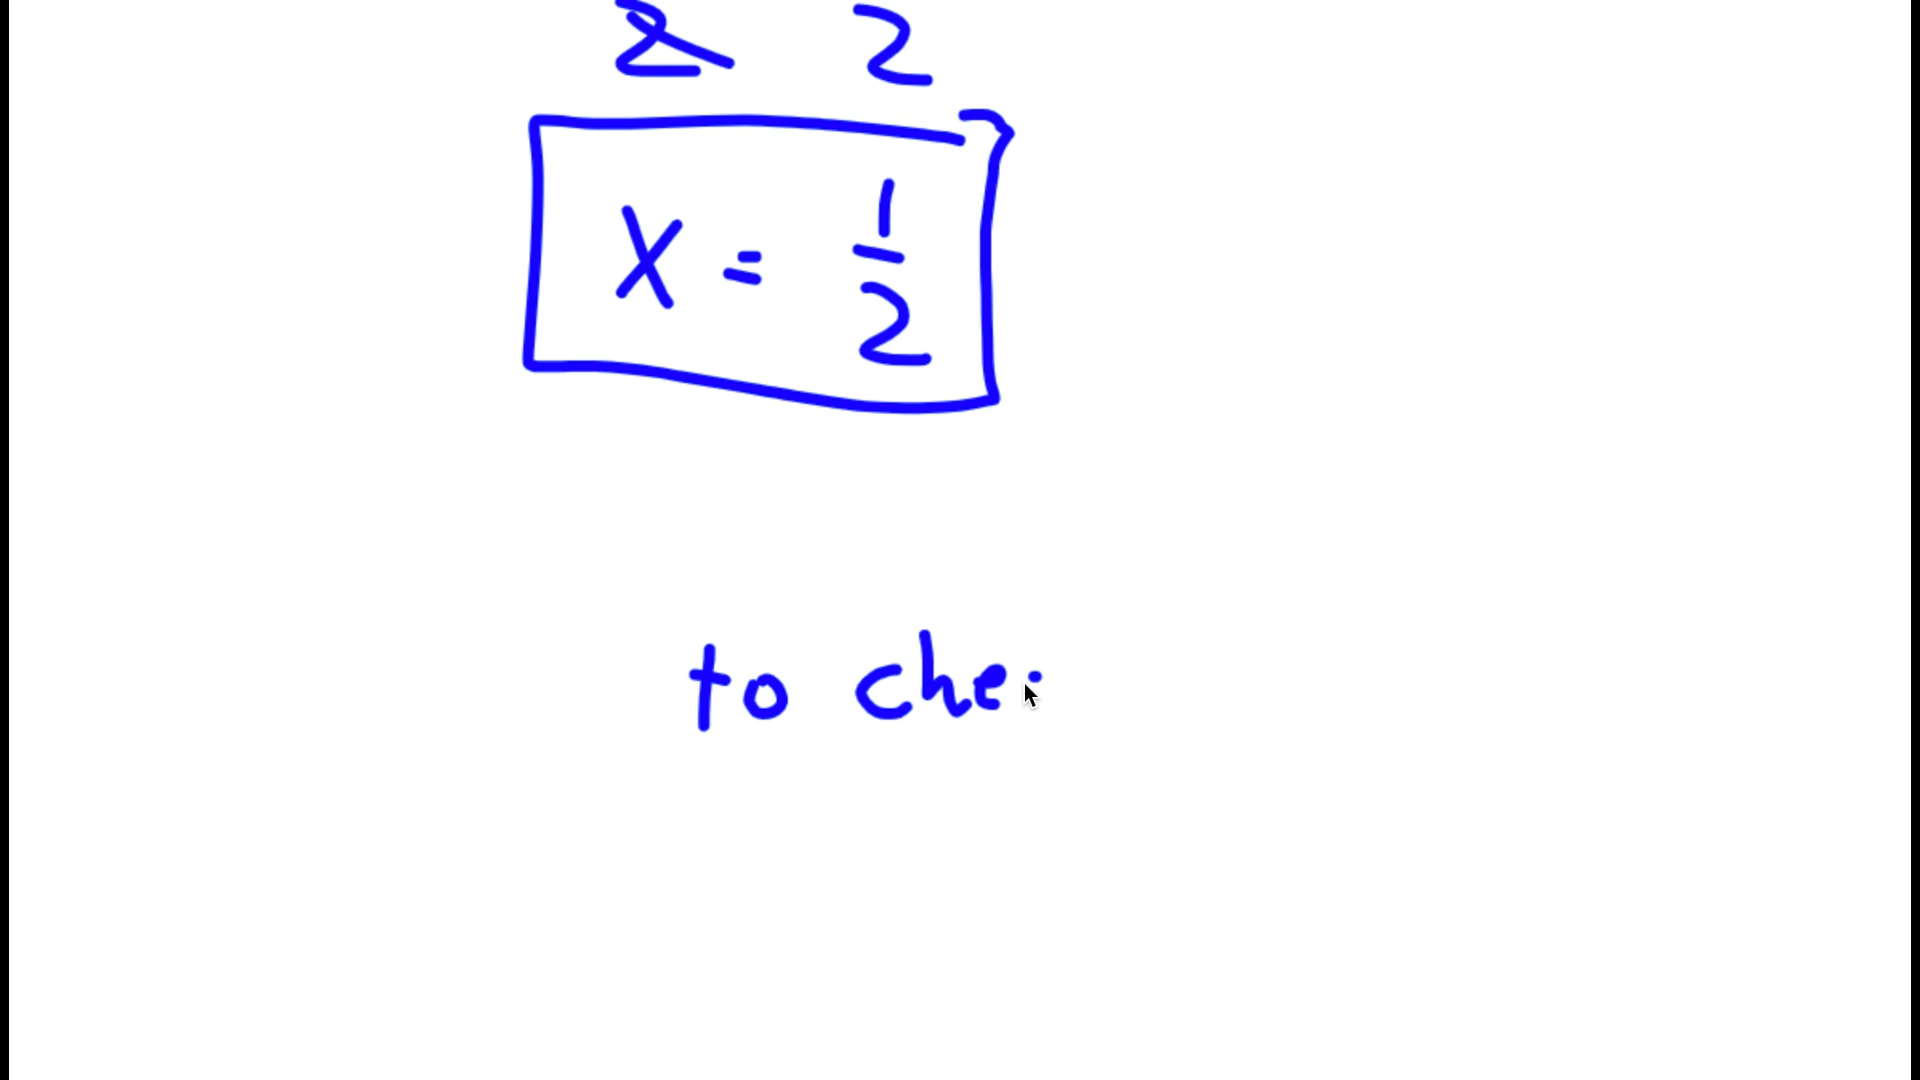 2 2
X = 1/2
to che